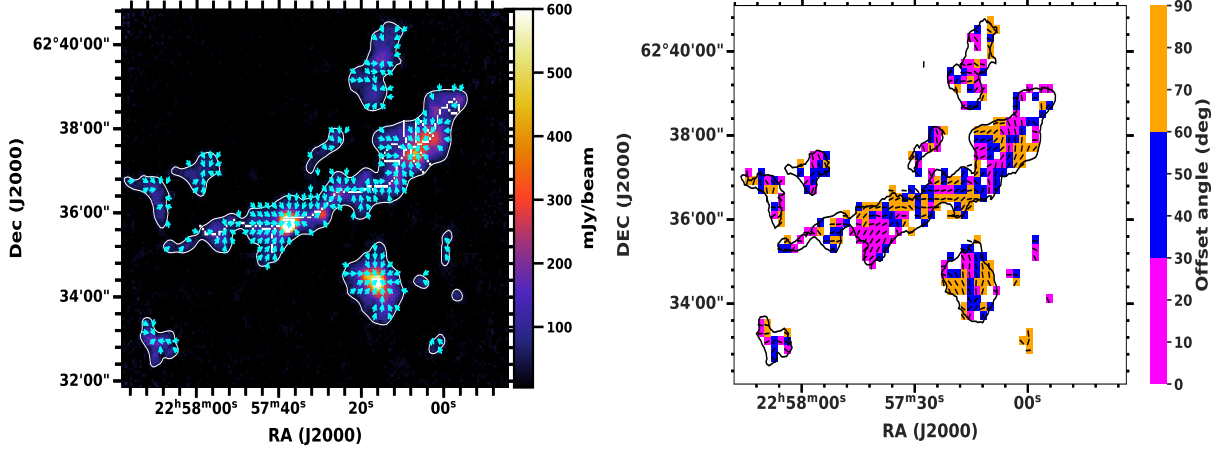 62°40'00"
38'00"
36'00"
34'00"
32'00"
22ʰ58ᵐ00ˢ
57ᵐ40ˢ
20ˢ
00ˢ
RA (J2000)
Dec (J2000)
600
500
400
300
200
100
mJy/beam
62°40'00"
38'00"
36'00"
34'00"
22ʰ58ᵐ00ˢ
57ᵐ30ˢ
00ˢ
RA (J2000)
DEC (J2000)
90
80
70
60
50
40
30
20
10
0
Offset angle (deg)